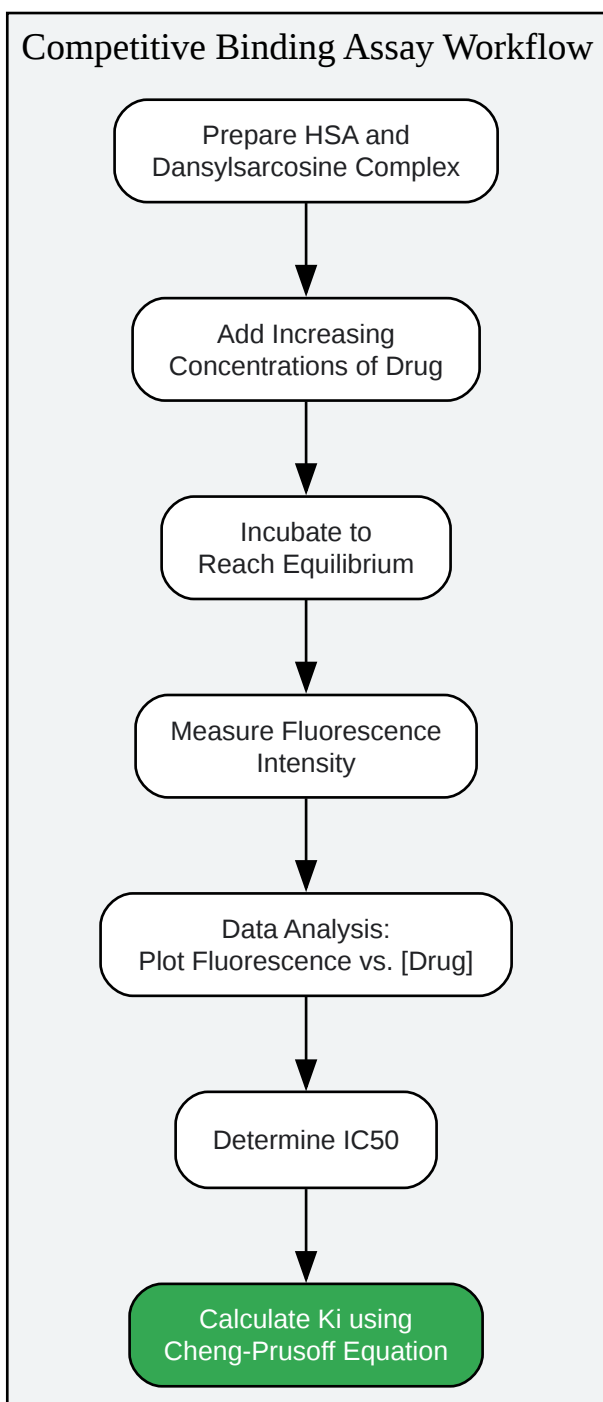 Competitive Binding Assay Workflow
Prepare HSA and
Dansylsarcosine Complex
Add Increasing
Concentrations of Drug
Incubate to
Reach Equilibrium
Measure Fluorescence
Intensity
Data Analysis:
Plot Fluorescence vs. [Drug]
Determine IC50
Calculate Ki using
Cheng-Prusoff Equation